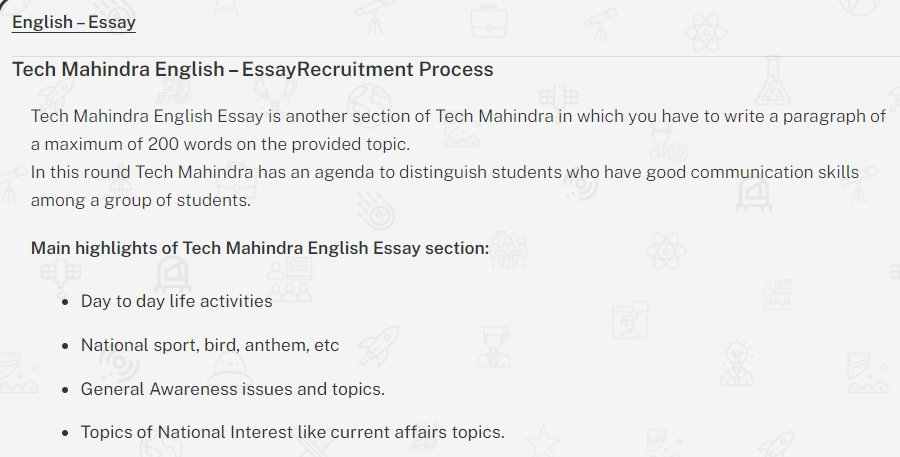 English – Essay
Tech Mahindra English – EssayRecruitment Process
Tech Mahindra English Essay is another section of Tech Mahindra in which you have to write a paragraph of
a maximum of 200 words on the provided topic.
In this round Tech Mahindra has an agenda to distinguish students who have good communication skills
among a group of students.
Main highlights of Tech Mahindra English Essay section:
• Day to day life activities
• National sport, bird, anthem, etc
• General Awareness issues and topics.
• Topics of National Interest like current affairs topics.